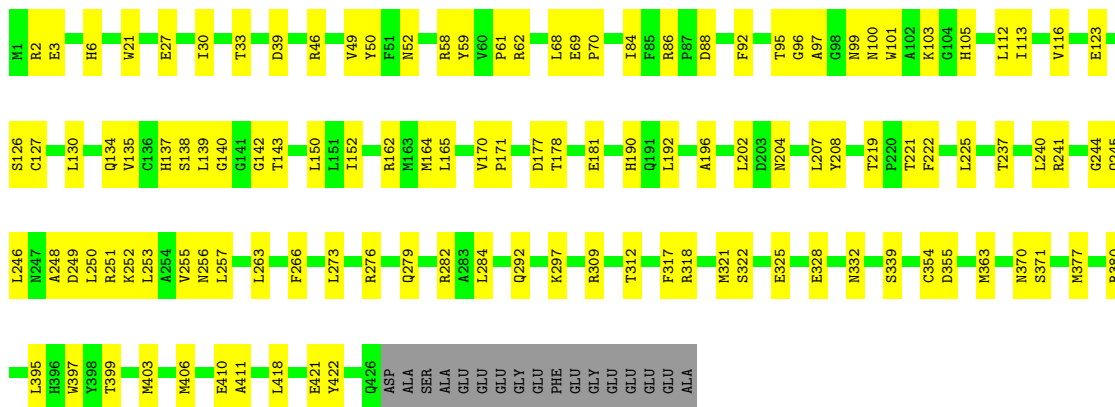 M1 R2 E3 H6 W21 E27 I30 T33 D39 R46 V49 Y50 F51 N52 R58 Y59 V60 P61 R62 L68 E69 P70 I84 F85 R86 P87 D88 F92 T95 G96 A97 G98 N99 N100 W101 A102 K103 G104 H105 L112 I113 V116 E123
S126 C127 L130 Q134 V135 C136 H137 S138 L139 G140 G141 G142 T143 L150 L151 I152 R162 M163 M164 L165 V170 P171 D177 T178 E181 H190 Q191 L192 A196 L202 D203 N204 L207 Y208 T219 P220 T221 F222 L225 T237 L240 R241 G244
L246 N247 A248 D249 L250 R251 K252 L253 A254 V255 N256 L257 L263 F266 L273 R276 Q279 R282 A283 L284 Q292 K297 R309 T312 F317 R318 M321 S322 E325 E328 N332 S339 C354 D355 M363 N370 S371 M377
L395 H396 W397 Y398 T399 M403 M406 E410 A411 L418 E421 Y422 Q426 ASP ALA SER ALA GLU GLU GLU GLY GLU PHE GLU GLY GLU GLU GLU GLU ALA